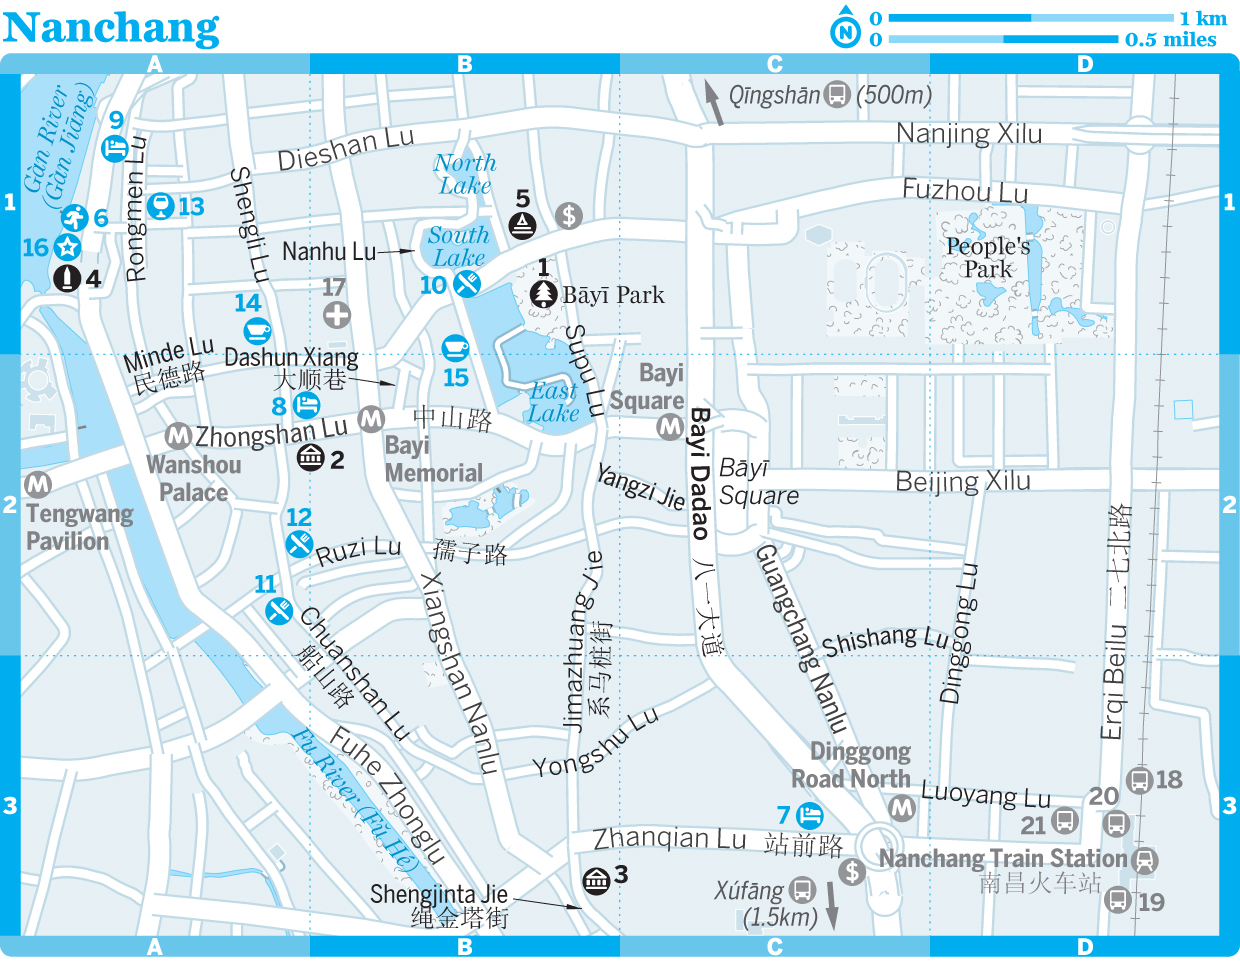 Nanchang
0 1 km
0 0.5 miles
N
A B C D
Qīngshān (500m)
Gàn River
(Gàn Jiāng)
9
Dieshan Lu
Nanjing Xilu
North
Lake
Fuzhou Lu
1
1
Rongmen Lu
Shengli Lu
13
6
5
$
16
4
Nanhu Lu
South
Lake
People's
Park
10
1
Bāyī Park
17
14
Minde Lu
民德路
Dashun Xiang
大顺巷
15
Supu Lu
East
Lake
Bayi
Square
M
8
Zhongshan Lu
M
中山路
M
Wanshou
Palace
2
Bayi
Memorial
Bayi Dadao 八一大道
Bāyī
Square
Beijing Xilu
Yangzi Jie
2
2
M
Tengwang
Pavilion
12
Ruzi Lu
孺子路
11
Chuanshan Lu
船山路
Xiangshan Nanlu
Jimazhuang Jie
系马桩街
Guangchang Nanlu
Shishang Lu
Dinggong Lu
Erqi Beilu 二七北路
Yongshu Lu
Fuhe Zhonglu
Fu River (Fǔ Hé)
Dinggong
Road North
M
Luoyang Lu
18
20
21
3
3
7
Zhanqian Lu 站前路
$
Nanchang Train Station
南昌火车站
19
3
Xúfāng
(1.5km)
Shengjinta Jie
绳金塔街
A B C D